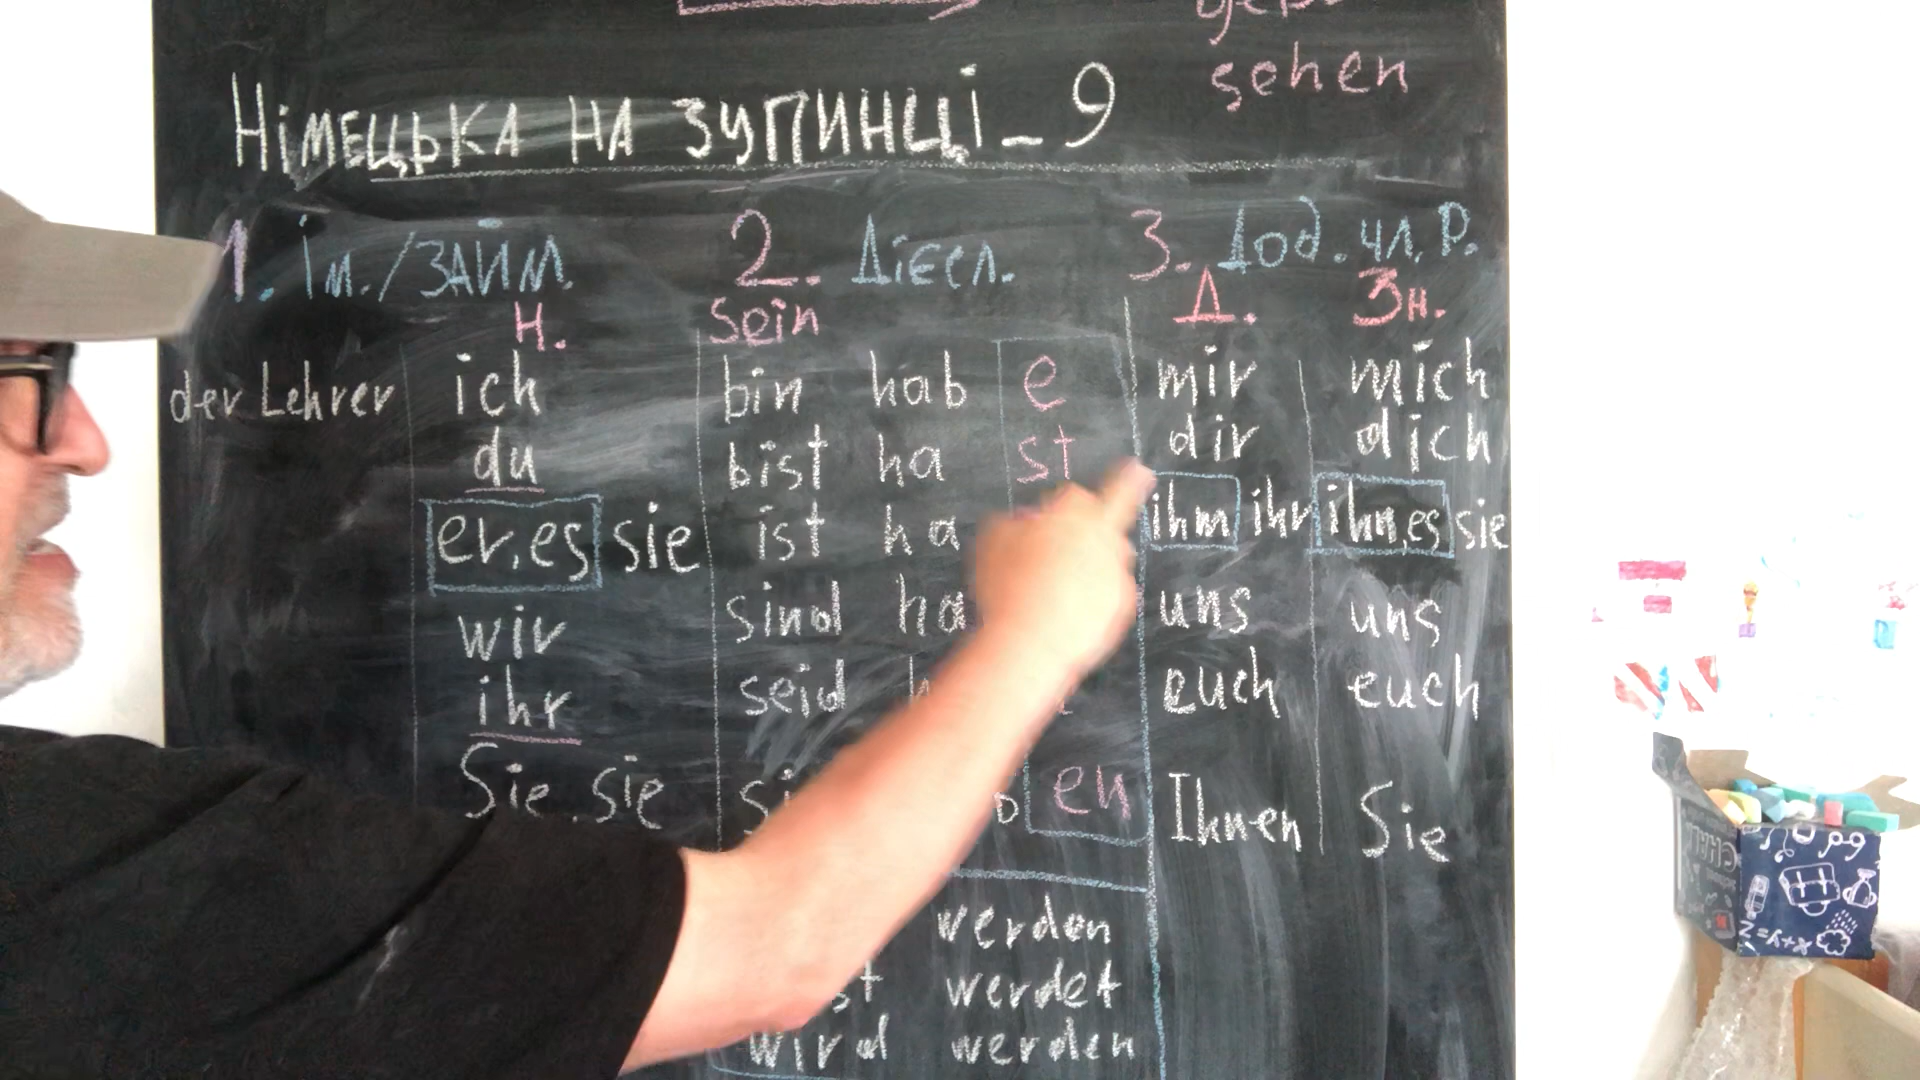 sehen
Німецька на зупинці_9
1. Ім./займ. 2. Дієсл. 3. Дод. чл. Р.
Н. sein Д. Зн.
der Lehrer ich bin hab e mir mich
du bist ha st dir dich
er, es sie ist ha ihm ihr ihn, es sie
wir sind ha uns uns
ihr seid euch euch
Sie, sie en Ihnen Sie
werden
werdet
wird werden